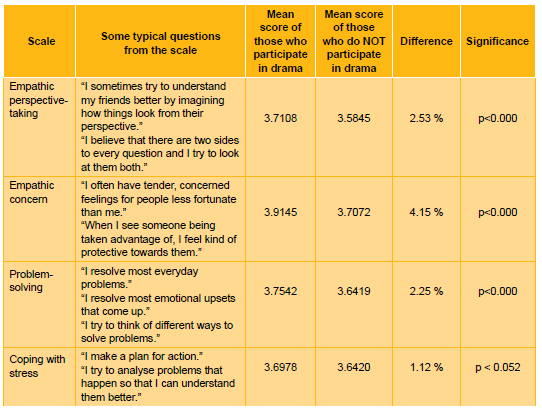 Scale
Some typical questions
from the scale
Mean
score of
those who
participate
in drama
Mean score
of those
who do NOT
participate
in drama
Difference
Significance
Empathic
perspective-
taking
“I sometimes try to understand
my friends better by imagining
how things look from their
perspective.”
“I believe that there are two sides
to every question and I try to look
at them both.”
3.7108
3.5845
2.53 %
p<0.000
Empathic
concern
“I often have tender, concerned
feelings for people less fortunate
than me.”
“When I see someone being
taken advantage of, I feel kind of
protective towards them.”
3.9145
3.7072
4.15 %
p<0.000
Problem-
solving
“I resolve most everyday
problems.”
“I resolve most emotional upsets
that come up.”
“I try to think of different ways to
solve problems.”
3.7542
3.6419
2.25 %
p<0.000
Coping with
stress
“I make a plan for action.”
“I try to analyse problems that
happen so that I can understand
them better.”
3.6978
3.6420
1.12 %
p < 0.052